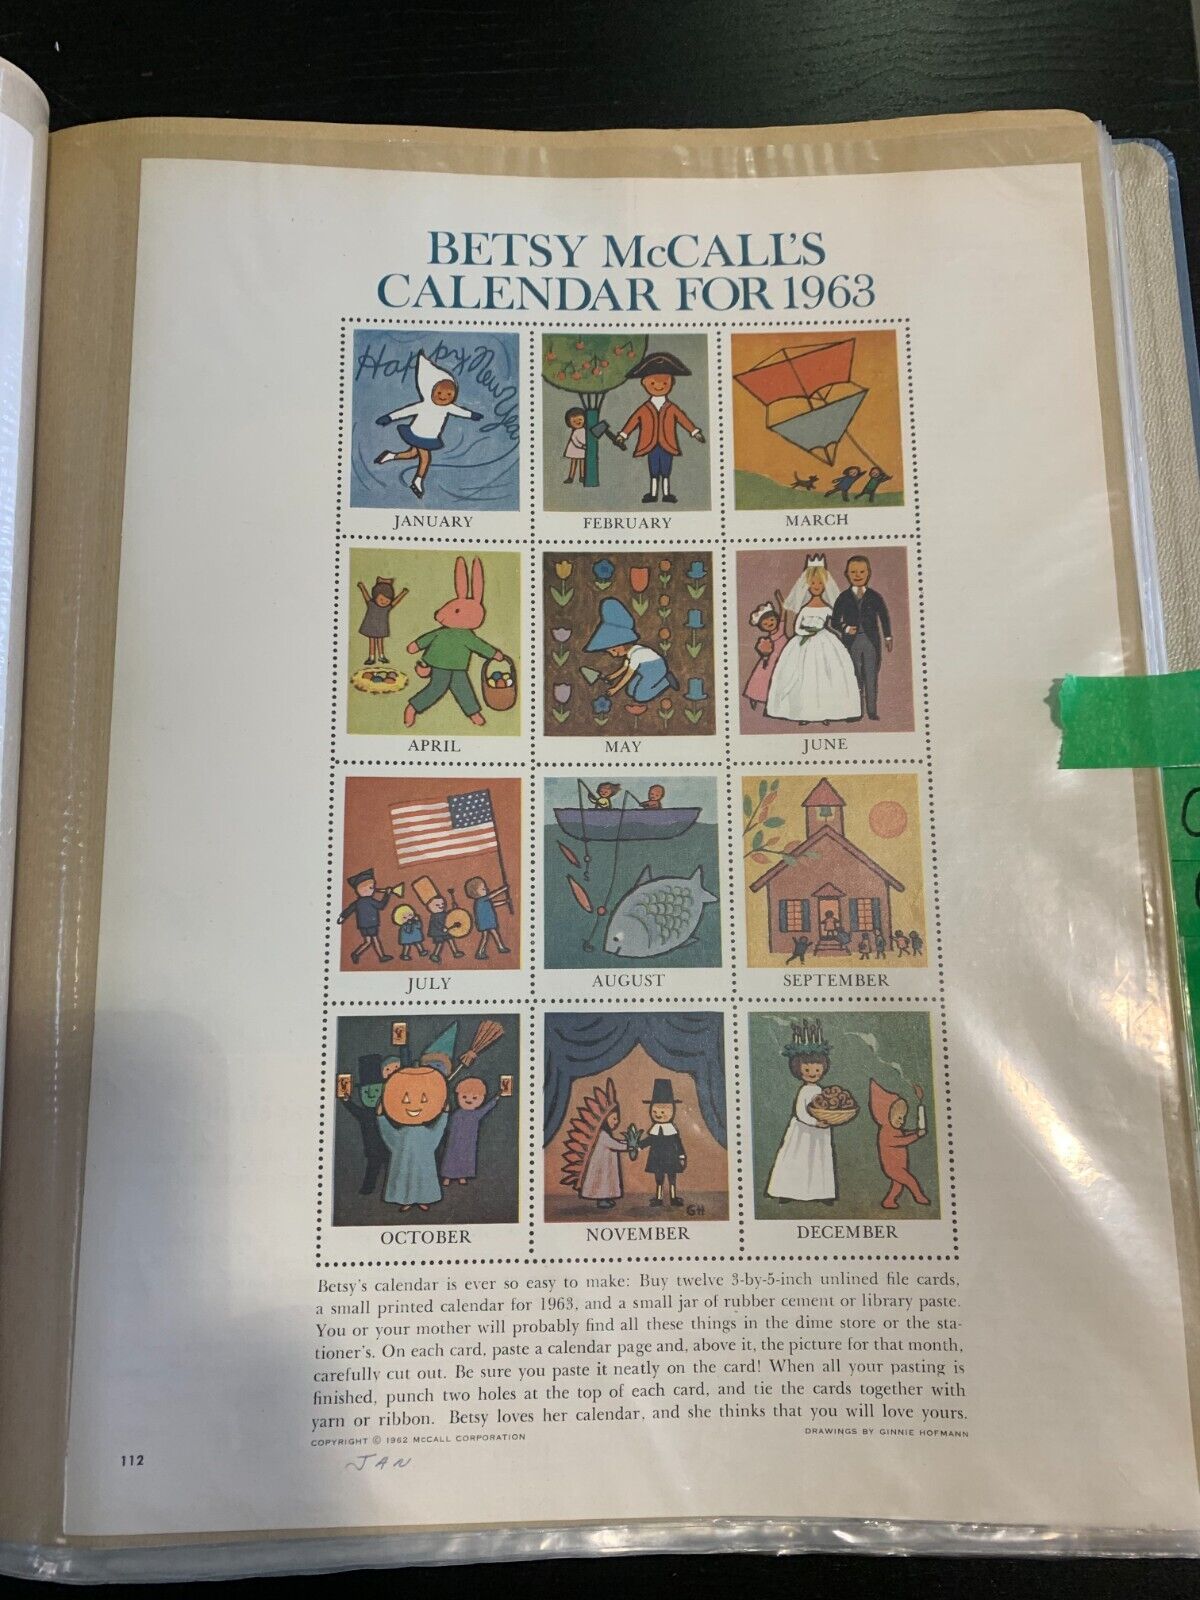 BETSY McCALL'S
CALENDAR FOR 1963
Happy New Year
JANUARY
FEBRUARY
MARCH
APRIL
MAY
JUNE
JULY
AUGUST
SEPTEMBER
GH
OCTOBER
NOVEMBER
DECEMBER
Betsy's calendar is ever so easy to make: Buy twelve 3-by-5-inch unlined file cards,
a small printed calendar for 1963, and a small jar of rubber cement or library paste.
You or your mother will probably find all these things in the dime store or the sta-
tioner's. On each card, paste a calendar page and, above it, the picture for that month,
carefully cut out. Be sure you paste it neatly on the card! When all your pasting is
finished, punch two holes at the top of each card, and tie the cards together with
yarn or ribbon. Betsy loves her calendar, and she thinks that you will love yours.
COPYRIGHT © 1962 McCALL CORPORATION
DRAWINGS BY GINNIE HOFMANN
112
JAN